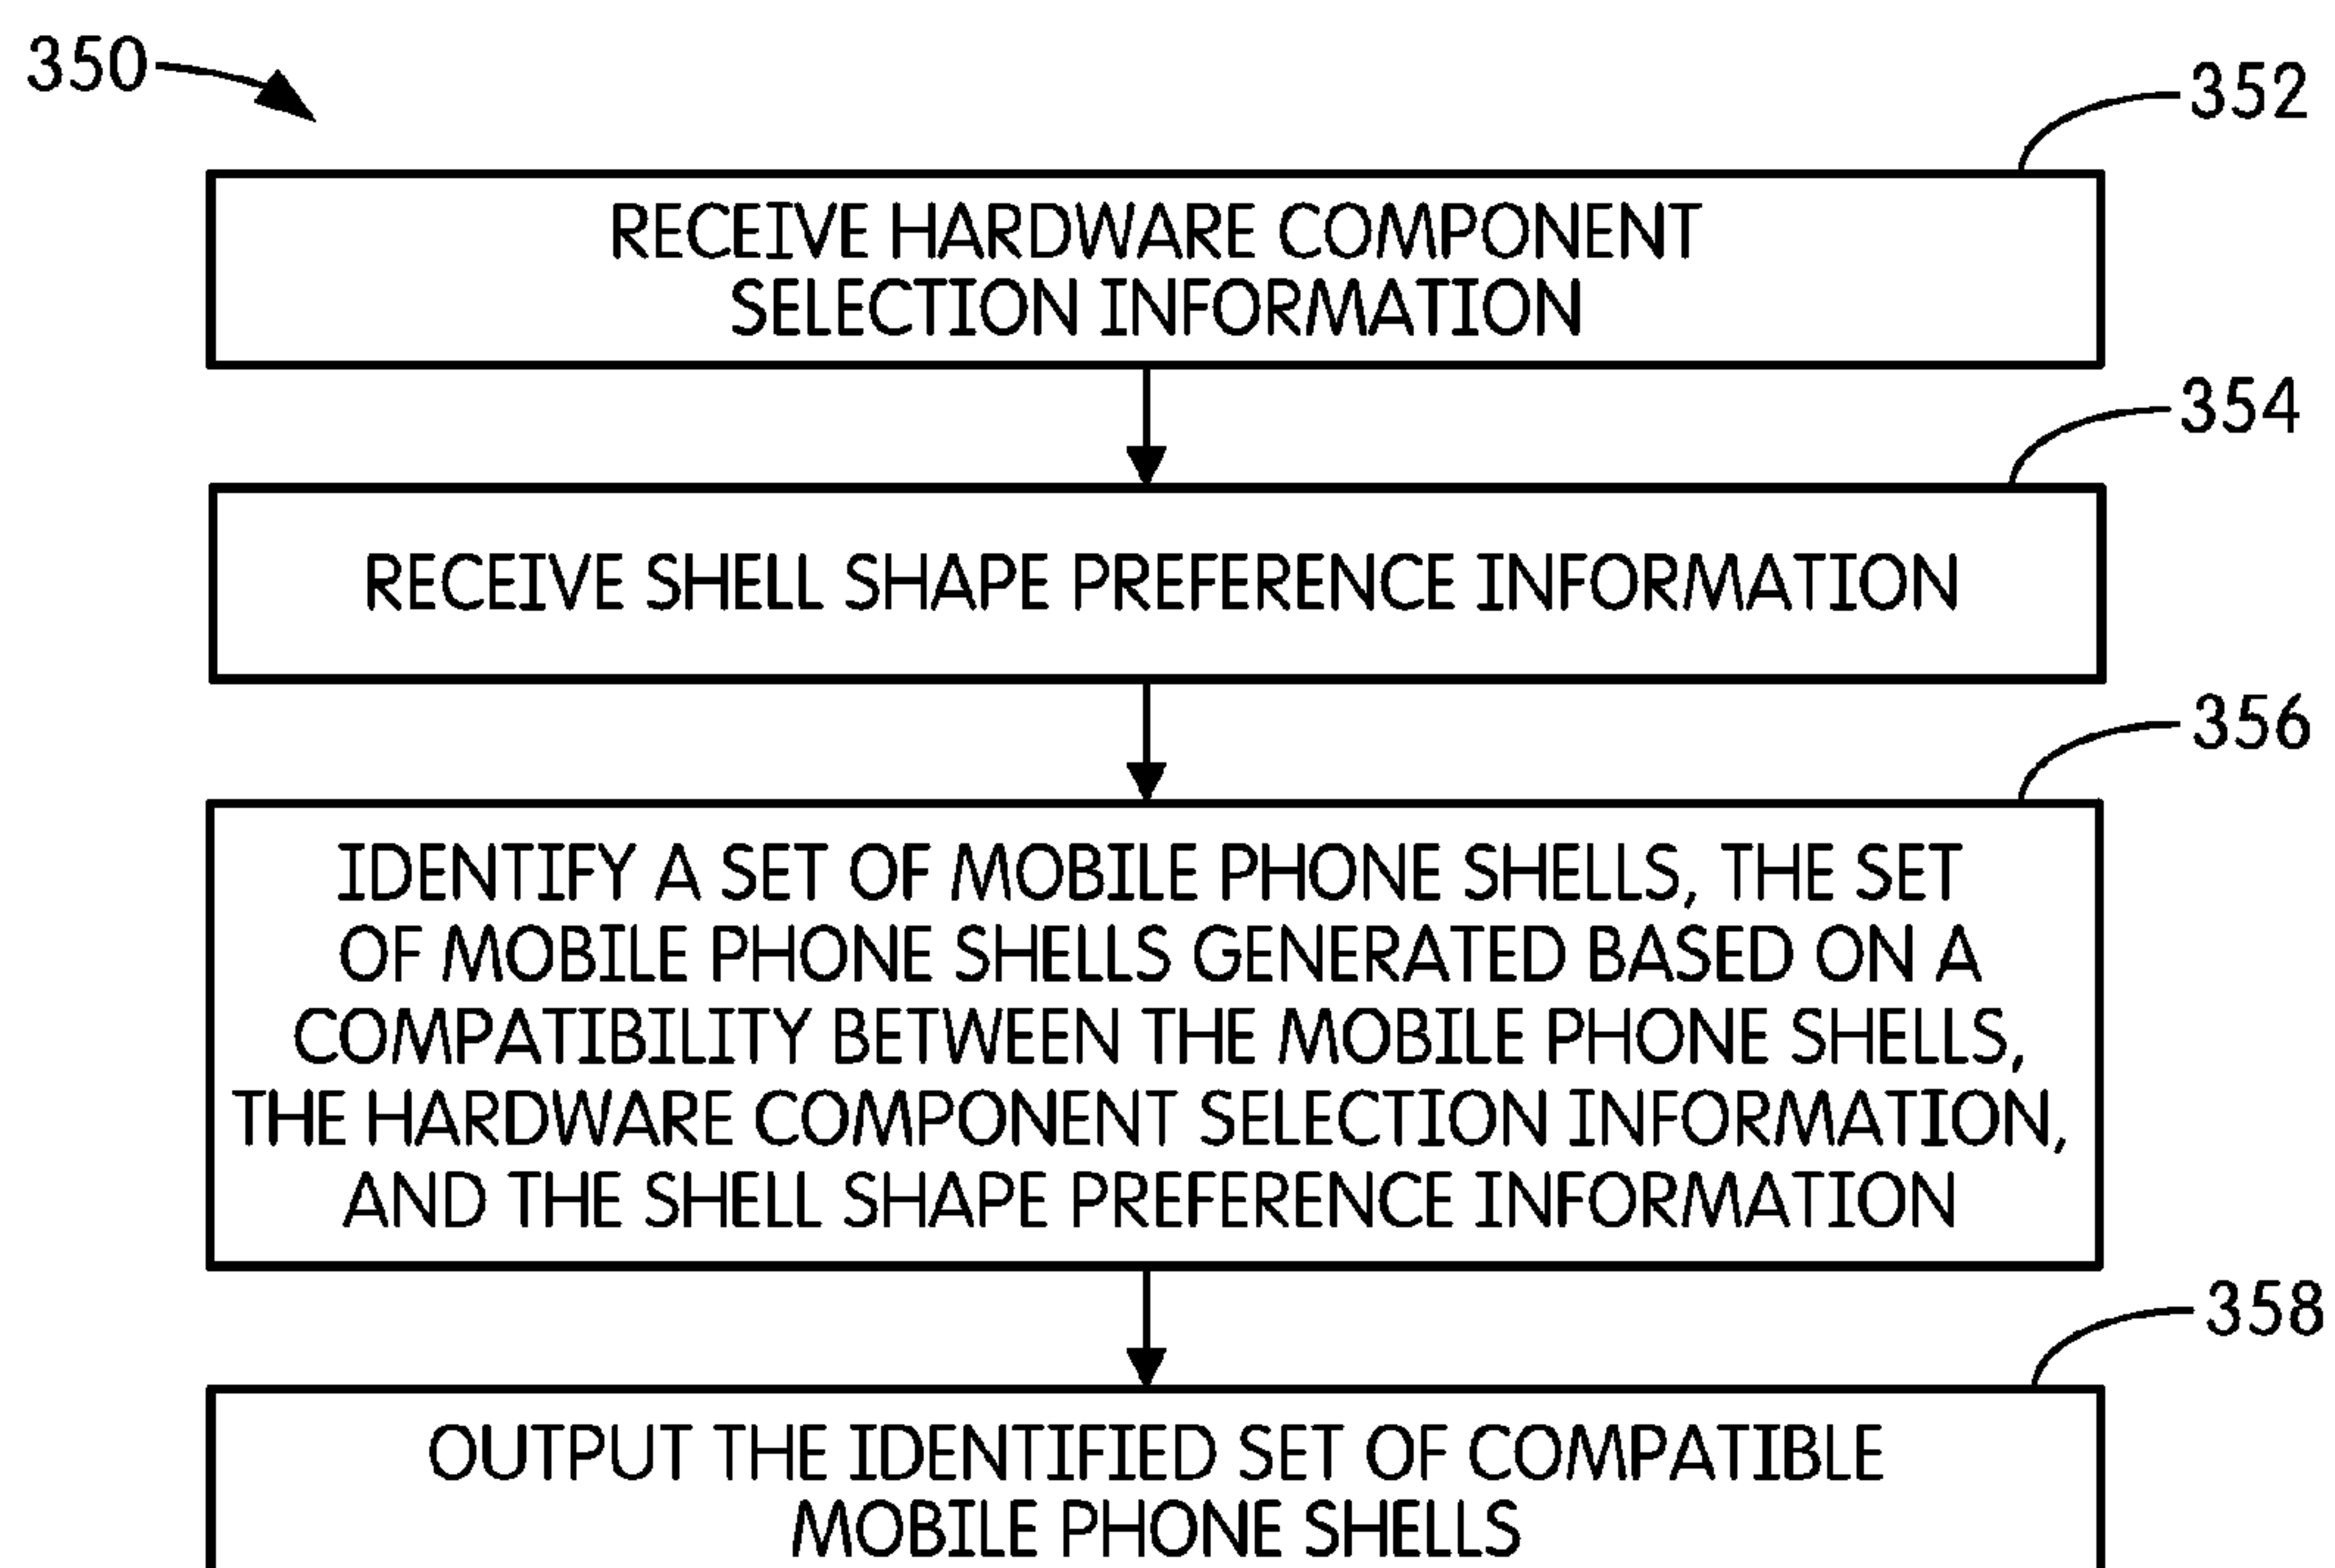 350
352
RECEIVE HARDWARE COMPONENT
SELECTION INFORMATION
354
RECEIVE SHELL SHAPE PREFERENCE INFORMATION
356
IDENTIFY A SET OF MOBILE PHONE SHELLS, THE SET
OF MOBILE PHONE SHELLS GENERATED BASED ON A
COMPATIBILITY BETWEEN THE MOBILE PHONE SHELLS,
THE HARDWARE COMPONENT SELECTION INFORMATION,
AND THE SHELL SHAPE PREFERENCE INFORMATION
358
OUTPUT THE IDENTIFIED SET OF COMPATIBLE
MOBILE PHONE SHELLS